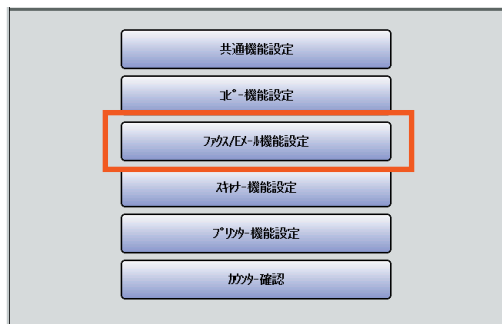 共通機能設定
ｺﾋﾟｰ機能設定
ﾌｧｸｽ/Eﾒｰﾙ機能設定
ｽｷｬﾅｰ機能設定
ﾌﾟﾘﾝﾀｰ機能設定
ｶｳﾝﾀｰ確認